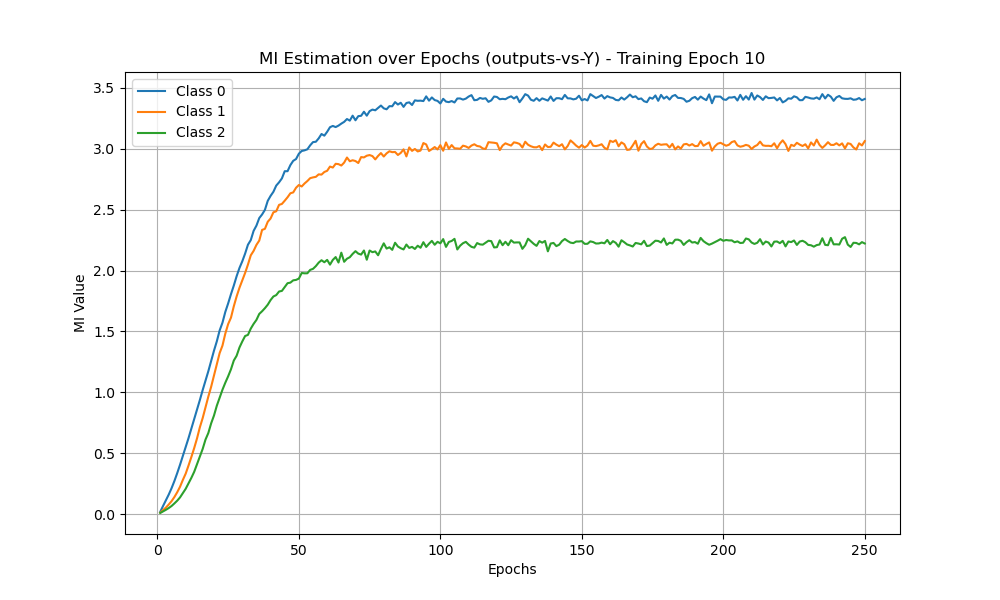 MI Estimation over Epochs (outputs-vs-Y) - Training Epoch 10
Class 0
Class 1
Class 2
MI Value
3.5
3.0
2.5
2.0
1.5
1.0
0.5
0.0
0
50
100
150
200
250
Epochs